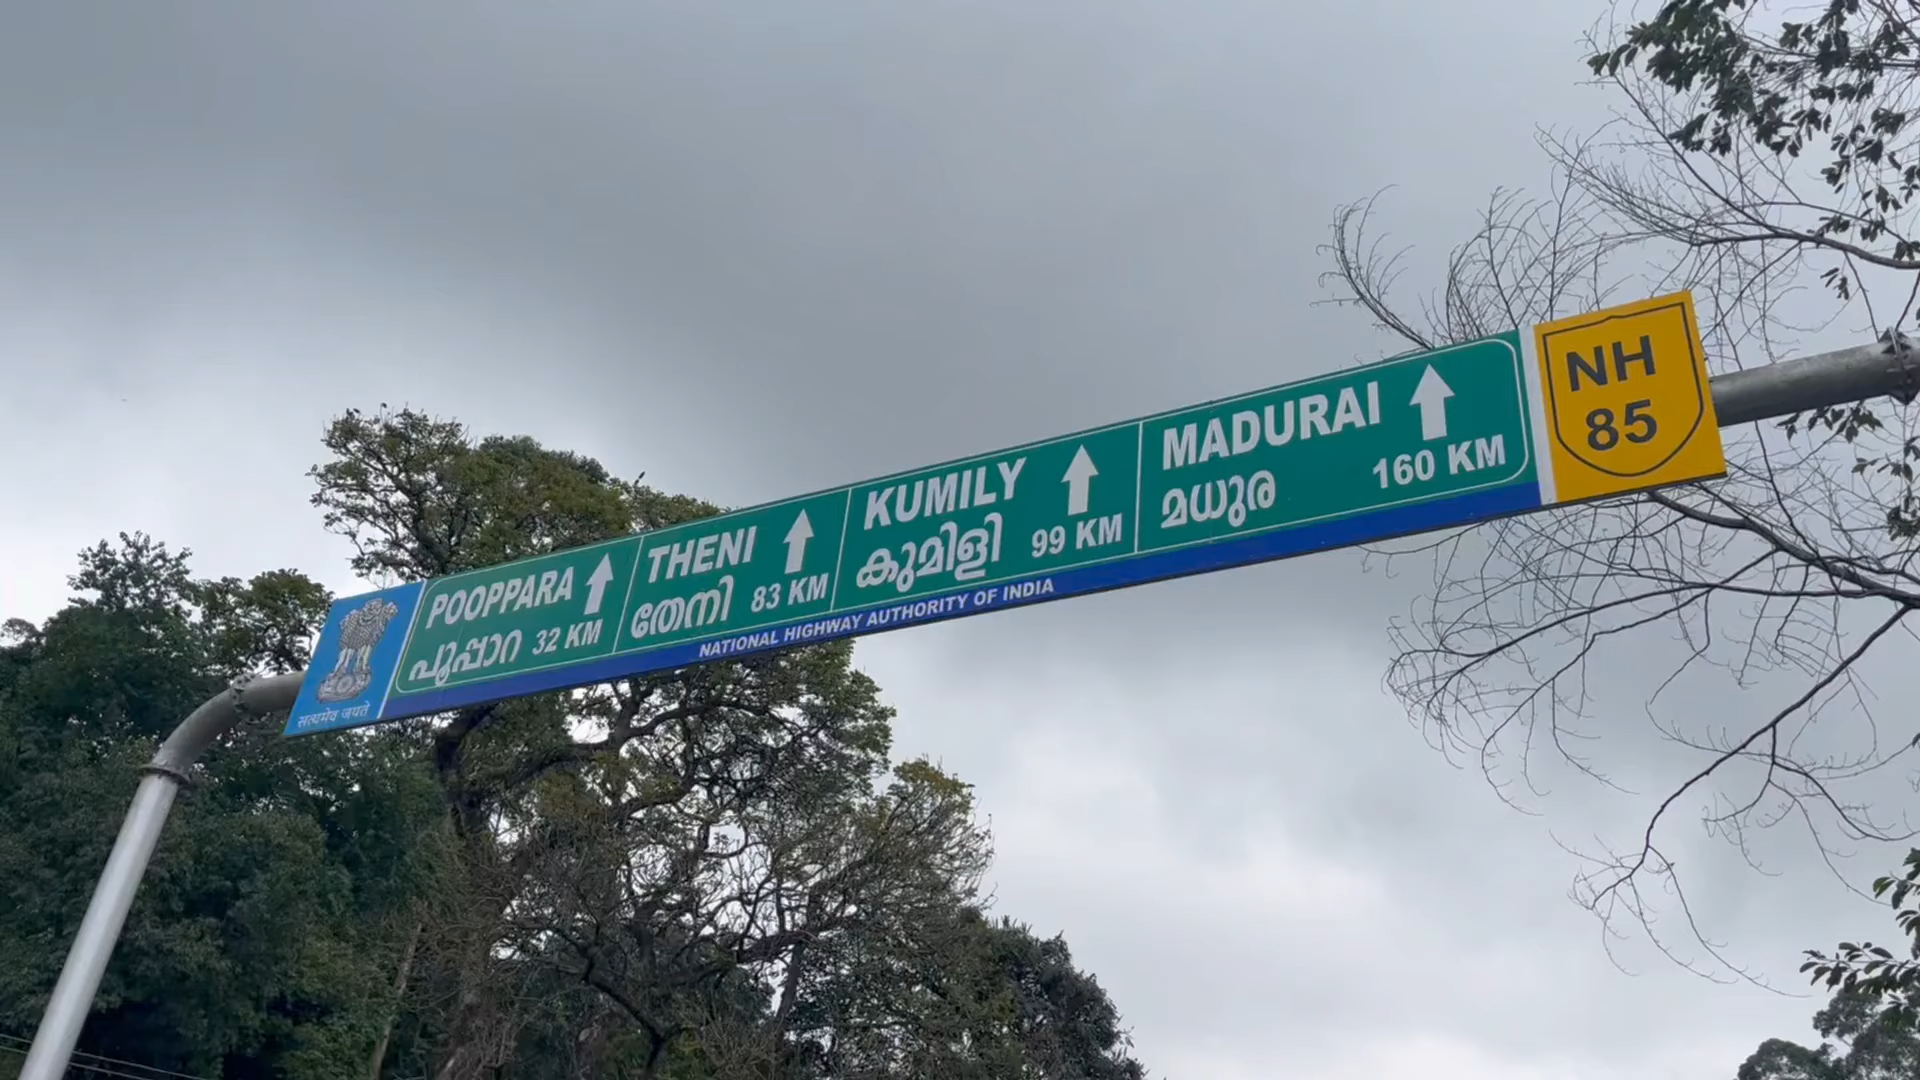 सत्यमेव जयते
POOPPARA
പൂപ്പാറ 32 KM
THENI
തേനി 83 KM
KUMILY
കുമിളി 99 KM
MADURAI
മധുര 160 KM
NATIONAL HIGHWAY AUTHORITY OF INDIA
NH
85